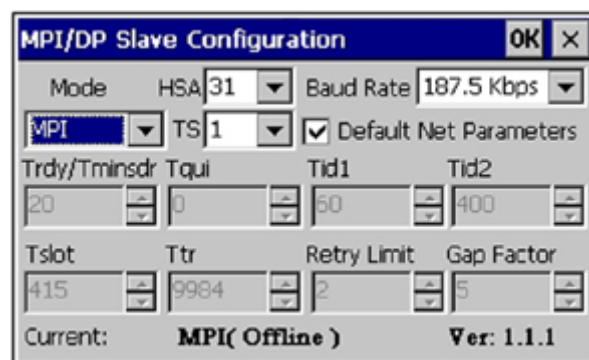 MPI/DP Slave Configuration OK ×
Mode HSA 31 Baud Rate 187.5 Kbps
MPI TS 1 Default Net Parameters
Trdy/Tminsdr Tqui Tid1 Tid2
20 0 60 400
Tslot Ttr Retry Limit Gap Factor
415 9984 2 5
Current: MPI( Offline ) Ver: 1.1.1